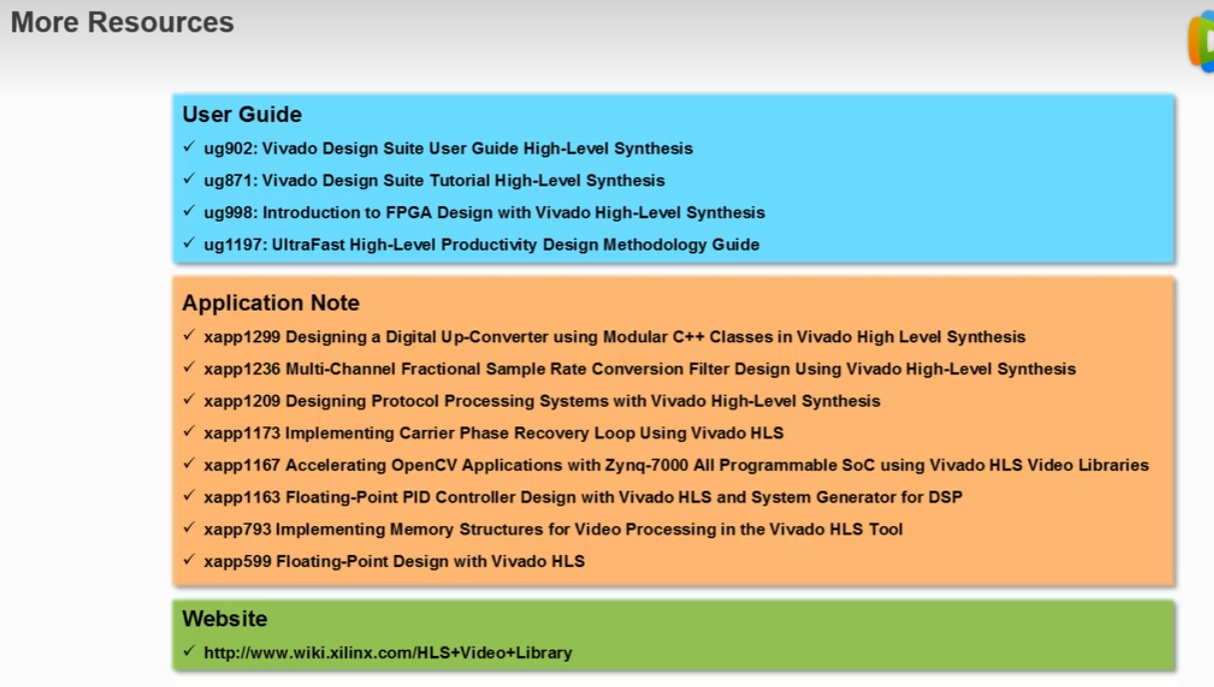 More Resources
User Guide
✓ ug902: Vivado Design Suite User Guide High-Level Synthesis
✓ ug871: Vivado Design Suite Tutorial High-Level Synthesis
✓ ug998: Introduction to FPGA Design with Vivado High-Level Synthesis
✓ ug1197: UltraFast High-Level Productivity Design Methodology Guide
Application Note
✓ xapp1299 Designing a Digital Up-Converter using Modular C++ Classes in Vivado High Level Synthesis
✓ xapp1236 Multi-Channel Fractional Sample Rate Conversion Filter Design Using Vivado High-Level Synthesis
✓ xapp1209 Designing Protocol Processing Systems with Vivado High-Level Synthesis
✓ xapp1173 Implementing Carrier Phase Recovery Loop Using Vivado HLS
✓ xapp1167 Accelerating OpenCV Applications with Zynq-7000 All Programmable SoC using Vivado HLS Video Libraries
✓ xapp1163 Floating-Point PID Controller Design with Vivado HLS and System Generator for DSP
✓ xapp793 Implementing Memory Structures for Video Processing in the Vivado HLS Tool
✓ xapp599 Floating-Point Design with Vivado HLS
Website
✓ http://www.wiki.xilinx.com/HLS+Video+Library